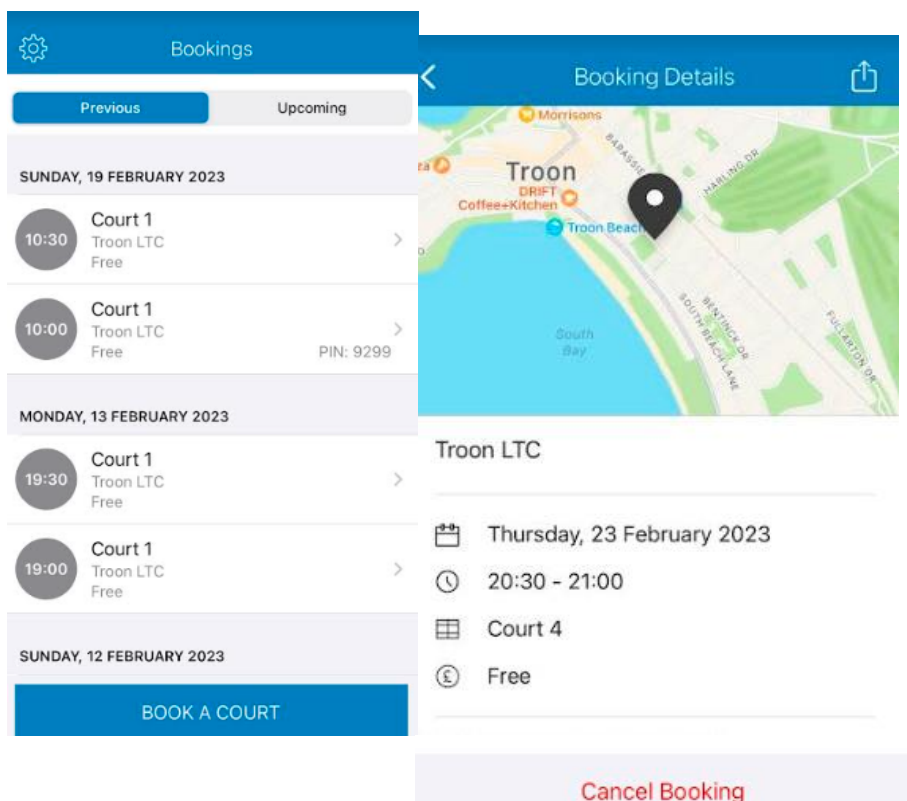 Bookings
Previous
Upcoming
SUNDAY, 19 FEBRUARY 2023
10:30
Court 1
Troon LTC
Free
10:00
Court 1
Troon LTC
Free
PIN: 9299
MONDAY, 13 FEBRUARY 2023
19:30
Court 1
Troon LTC
Free
19:00
Court 1
Troon LTC
Free
SUNDAY, 12 FEBRUARY 2023
BOOK A COURT
Booking Details
Morrisons
BARASSIE
HARLING DR
Troon
DRIFT
Coffee+Kitchen
Troon Beach
South
Bay
BENTINCK DR
SOUTH BEACH LANE
FULLARTON DR
Troon LTC
Thursday, 23 February 2023
20:30 - 21:00
Court 4
£
Free
Cancel Booking